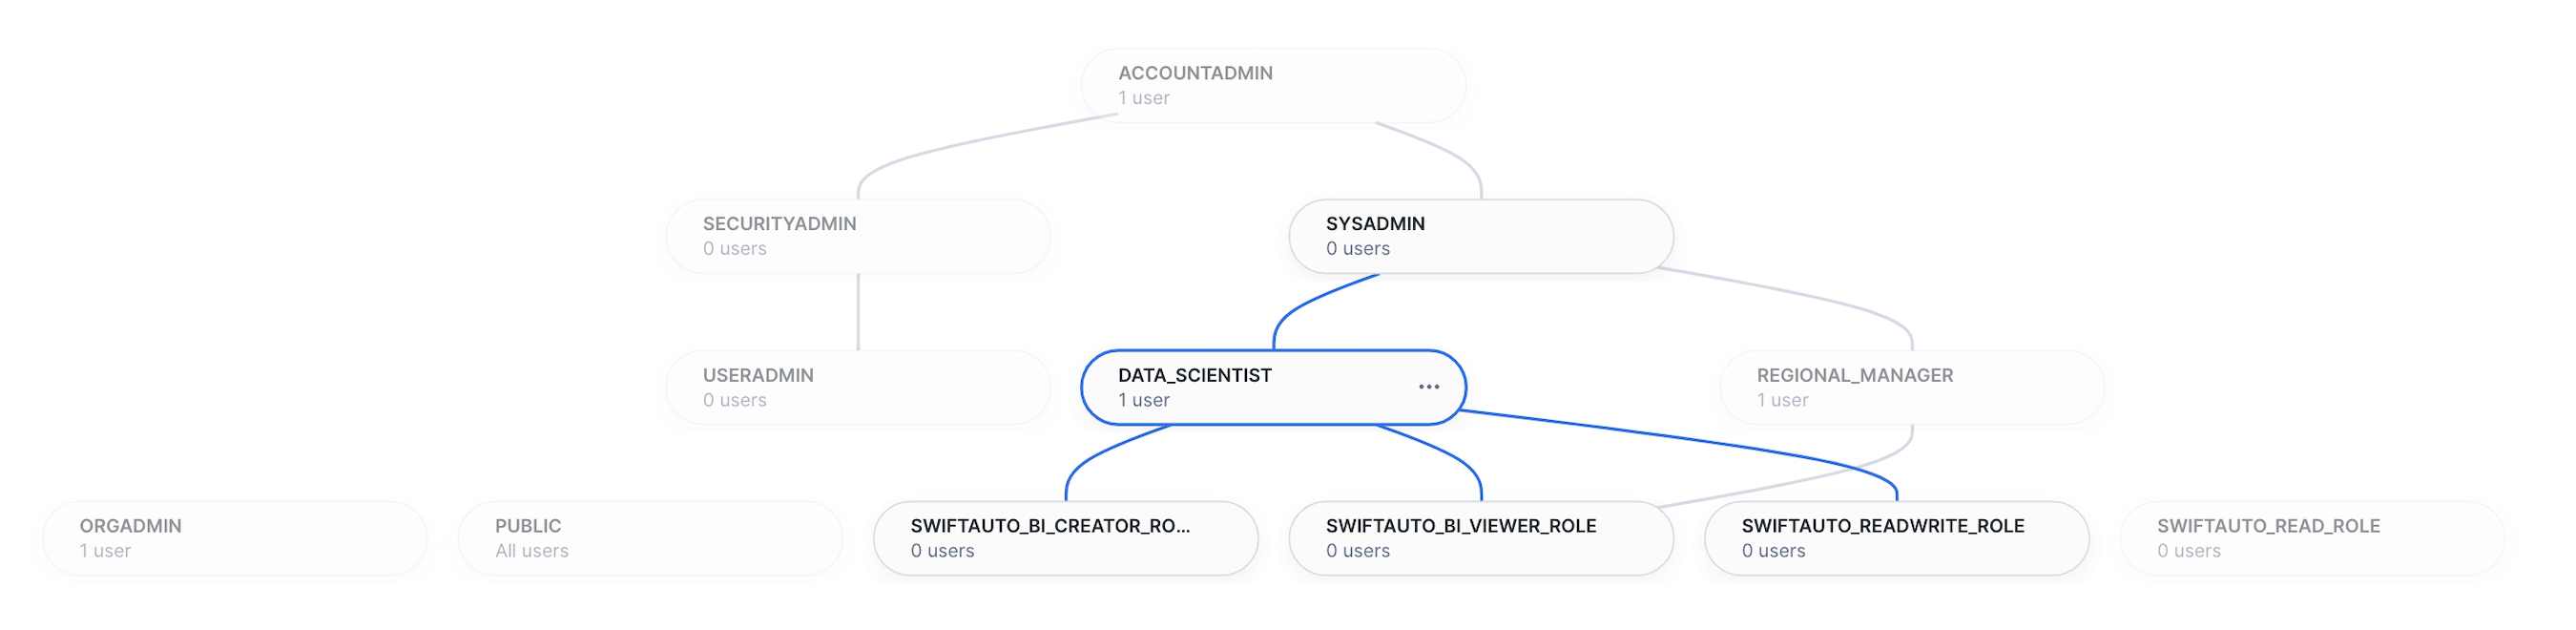 ACCOUNTADMIN
1 user
SECURITYADMIN
0 users
SYSADMIN
0 users
USERADMIN
0 users
DATA_SCIENTIST
1 user
REGIONAL_MANAGER
1 user
ORGADMIN
1 user
PUBLIC
All users
SWIFTAUTO_BI_CREATOR_RO...
0 users
SWIFTAUTO_BI_VIEWER_ROLE
0 users
SWIFTAUTO_READWRITE_ROLE
0 users
SWIFTAUTO_READ_ROLE
0 users